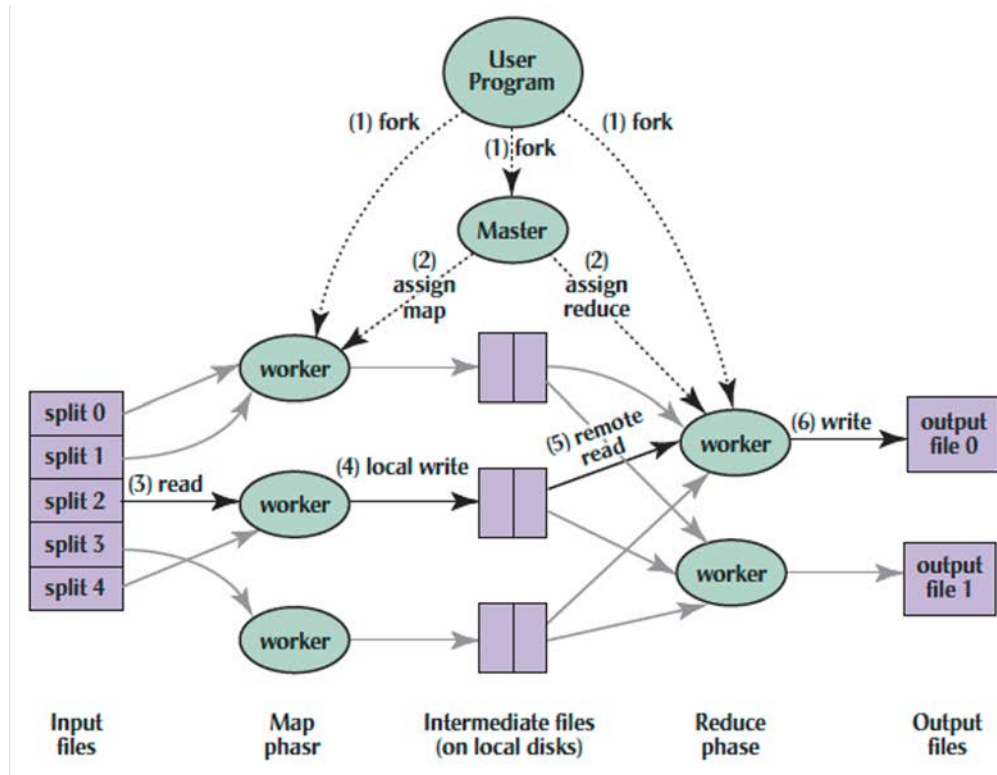 User
Program
(1) fork
(1) fork
(1) fork
Master
(2)
assign
map
(2)
assign
reduce
worker
split 0
split 1
split 2
split 3
split 4
(3) read
worker
(4) local write
(5) remote
read
worker
(6) write
output
file 0
worker
output
file 1
worker
Input
files
Map
phasr
Intermediate files
(on local disks)
Reduce
phase
Output
files